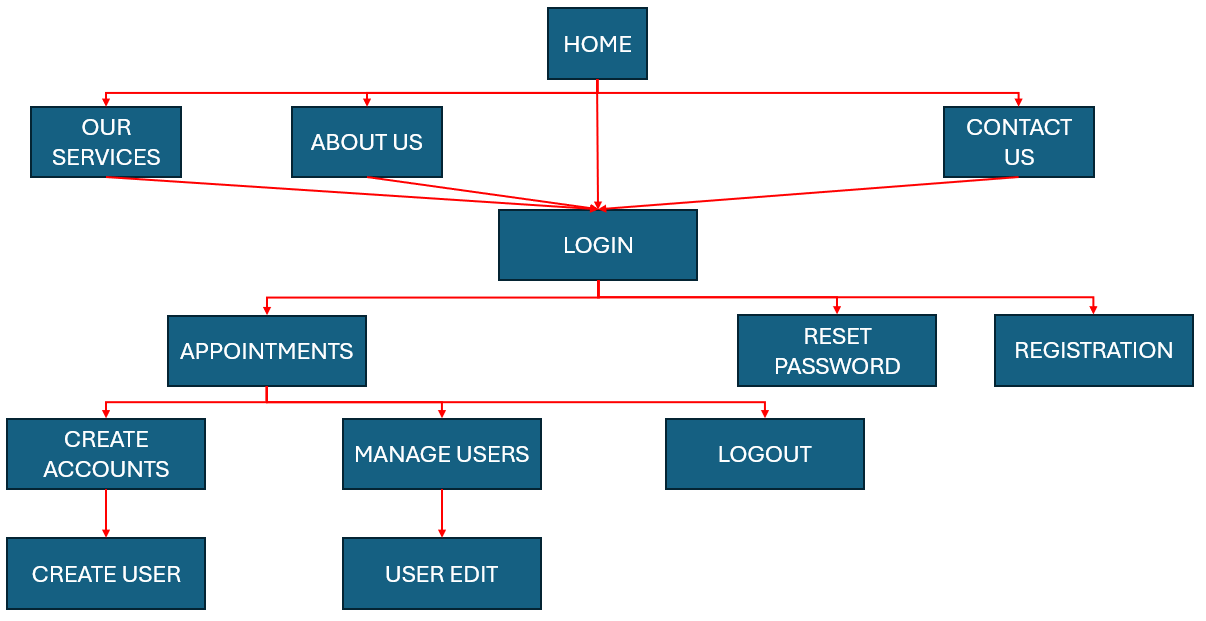 HOME
OUR
SERVICES
ABOUT US
CONTACT
US
LOGIN
APPOINTMENTS
RESET
PASSWORD
REGISTRATION
CREATE
ACCOUNTS
MANAGE USERS
LOGOUT
CREATE USER
USER EDIT